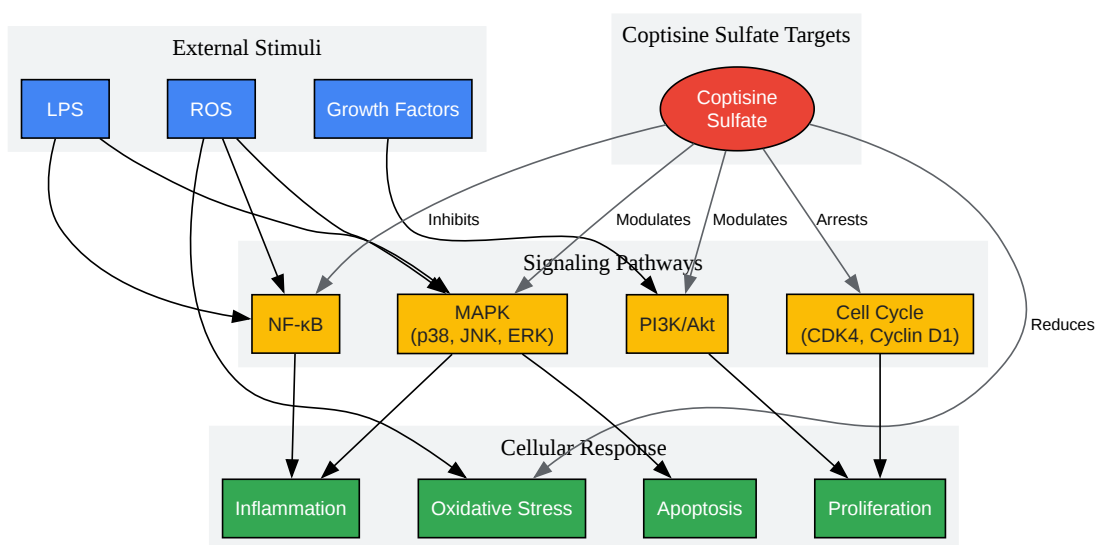 External Stimuli
Coptisine Sulfate Targets
LPS
ROS
Growth Factors
Coptisine
Sulfate
Inhibits
Modulates
Modulates
Arrests
Signaling Pathways
NF-κB
MAPK
(p38, JNK, ERK)
PI3K/Akt
Cell Cycle
(CDK4, Cyclin D1)
Reduces
Cellular Response
Inflammation
Oxidative Stress
Apoptosis
Proliferation